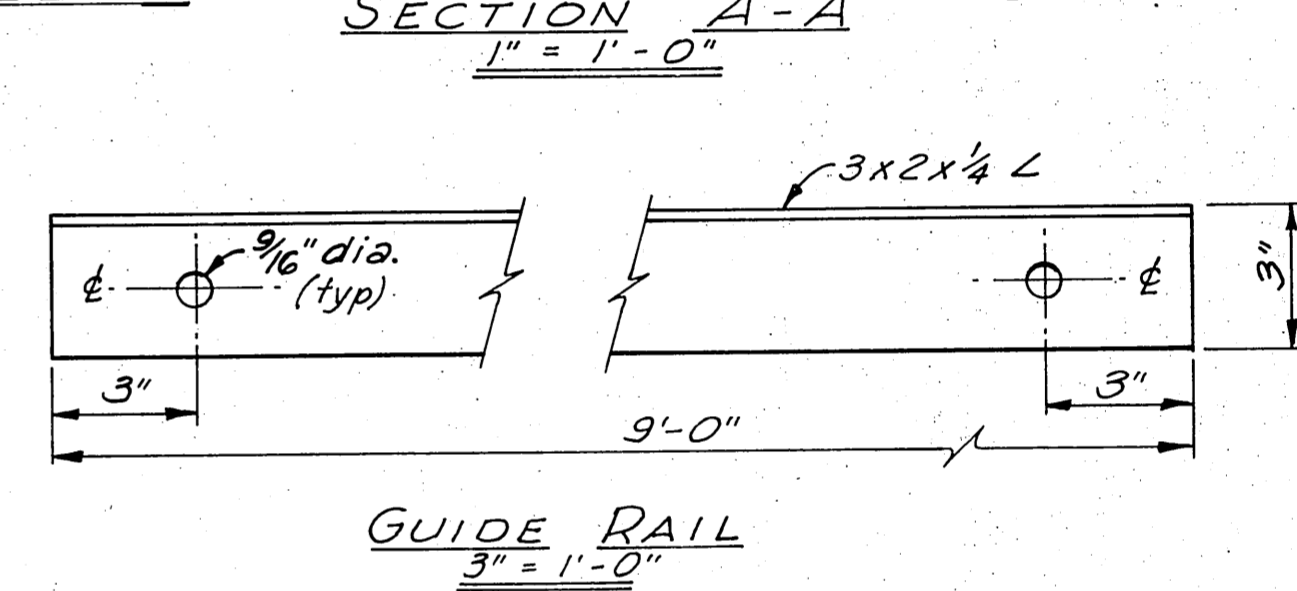 SECTION A-A
1" = 1'-0"
3x2x1/4 L
9/16" dia.
(typ)
℄
℄
3"
3"
3"
9'-0"
GUIDE RAIL
3" = 1'-0"